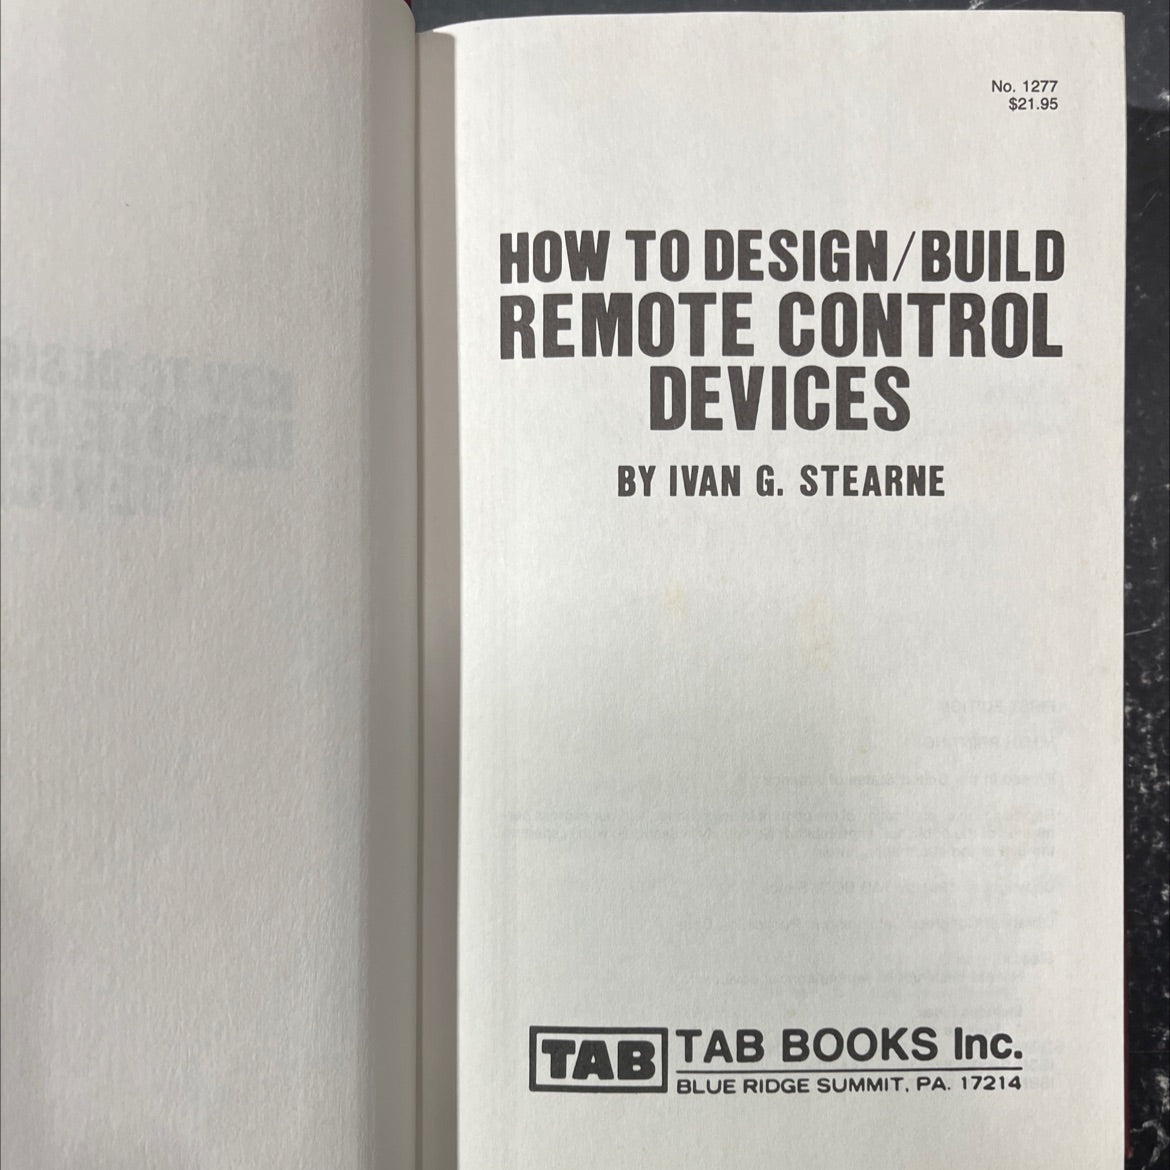 No. 1277
$21.95
HOW TO DESIGN/BUILD
REMOTE CONTROL
DEVICES
BY IVAN G. STEARNE
TAB
TAB BOOKS Inc.
BLUE RIDGE SUMMIT, PA. 17214